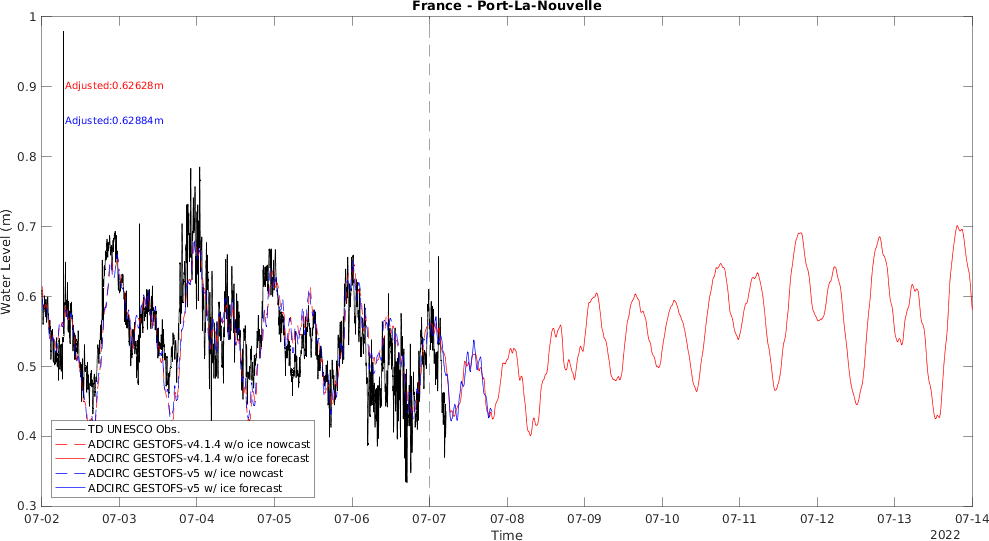 France - Port-La-Nouvelle
Water Level (m)
1
0.9
0.8
0.7
0.6
0.5
0.4
0.3
Adjusted:0.62628m
Adjusted:0.62884m
TD UNESCO Obs.
ADCIRC GESTOFS-v4.1.4 w/o ice nowcast
ADCIRC GESTOFS-v4.1.4 w/o ice forecast
ADCIRC GESTOFS-v5 w/ ice nowcast
ADCIRC GESTOFS-v5 w/ ice forecast
07-02 07-03 07-04 07-05 07-06 07-07 07-08 07-09 07-10 07-11 07-12 07-13 07-14
Time
2022